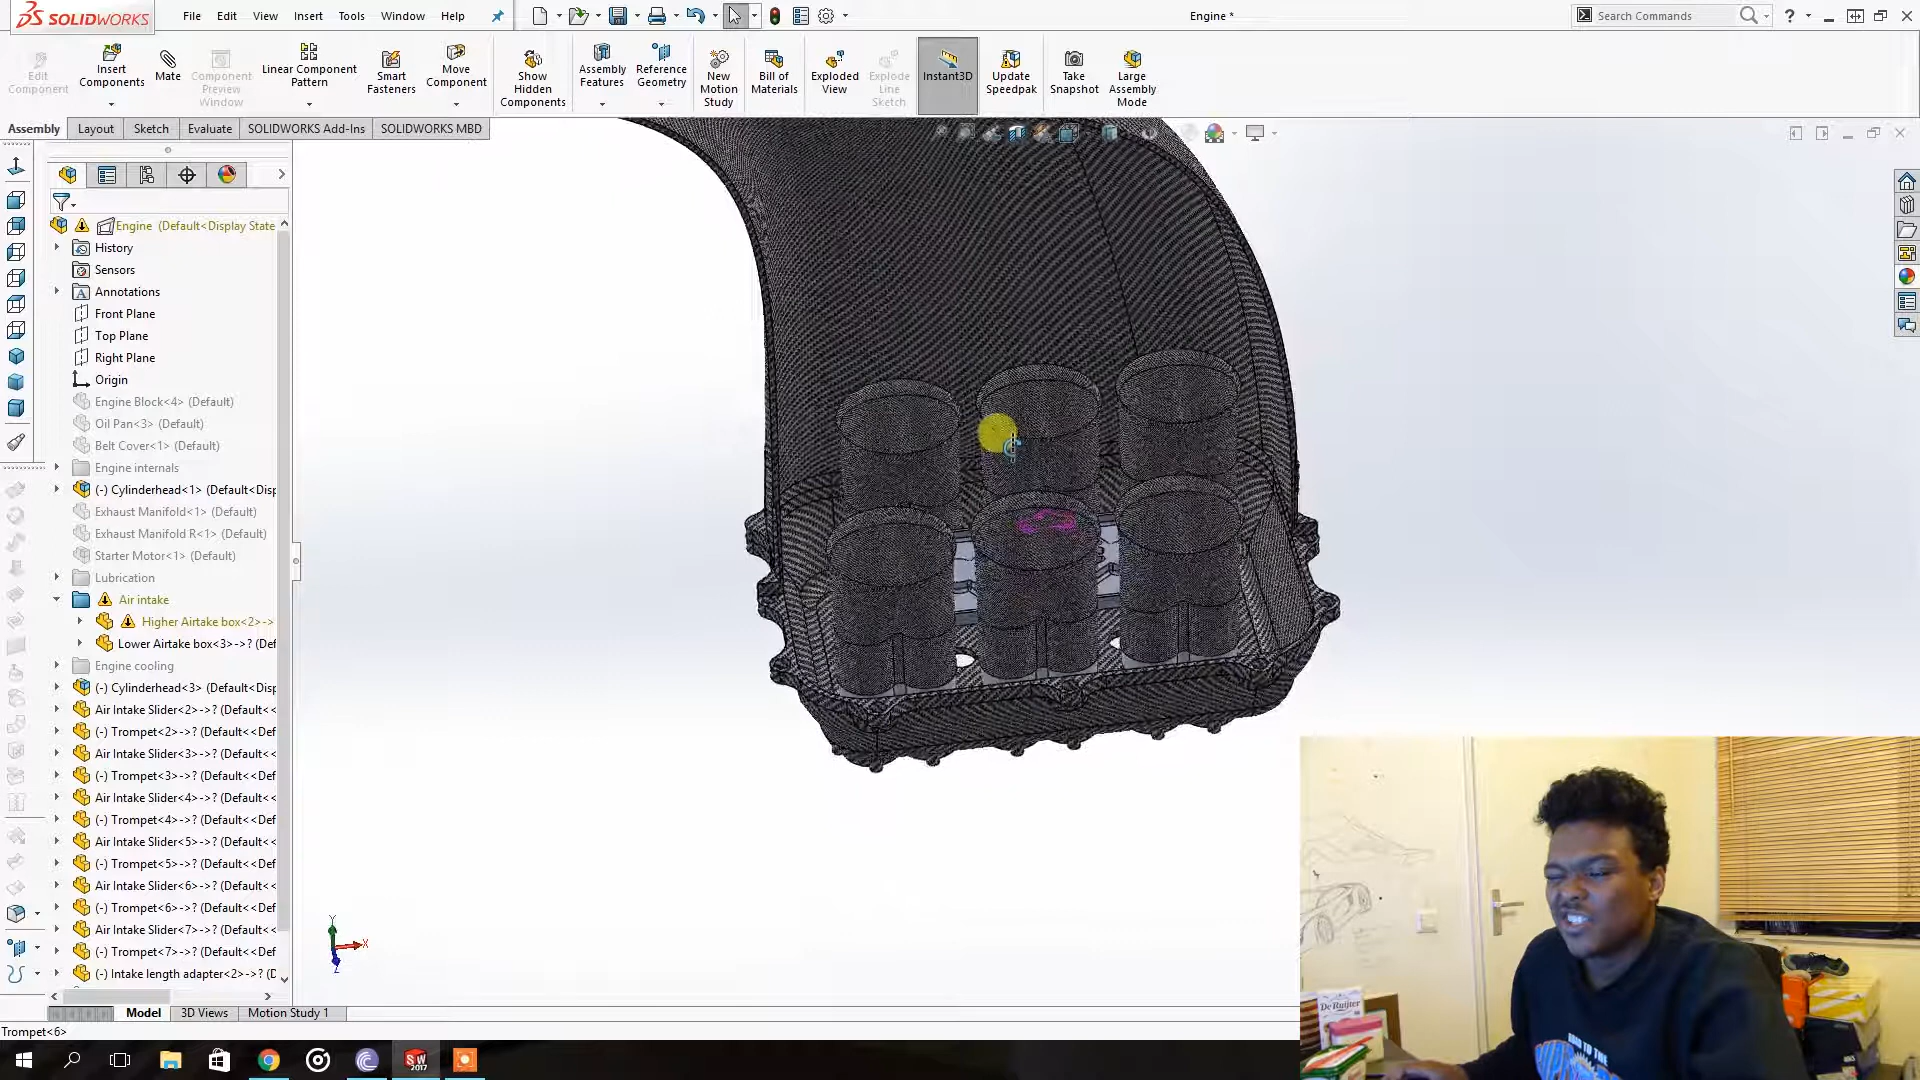 SOLIDWORKS
File Edit View Insert Tools Window Help
Engine *
Search Commands
Edit Component
Insert Components
Mate
Component Preview Window
Linear Component Pattern
Smart Fasteners
Move Component
Show Hidden Components
Assembly Features
Reference Geometry
New Motion Study
Bill of Materials
Exploded View
Explode Line Sketch
Instant3D
Update Speedpak
Take Snapshot
Large Assembly Mode
Assembly Layout Sketch Evaluate SOLIDWORKS Add-Ins SOLIDWORKS MBD
Engine (Default<Display State
History
Sensors
Annotations
Front Plane
Top Plane
Right Plane
Origin
Engine Block<4> (Default)
Oil Pan<3> (Default)
Belt Cover<1> (Default)
Engine internals
(-) Cylinderhead<1> (Default<Disp
Exhaust Manifold<1> (Default)
Exhaust Manifold R<1> (Default)
Starter Motor<1> (Default)
Lubrication
Air intake
Higher Airtake box<2>->
Lower Airtake box<3>->? (Def
Engine cooling
(-) Cylinderhead<3> (Default<Disp
Air Intake Slider<2>->? (Default<<
(-) Trompet<2>->? (Default<<Def
Air Intake Slider<3>->? (Default<<
(-) Trompet<3>->? (Default<<Def
Air Intake Slider<4>->? (Default<<
(-) Trompet<4>->? (Default<<Def
Air Intake Slider<5>->? (Default<<
(-) Trompet<5>->? (Default<<Def
Air Intake Slider<6>->? (Default<<
(-) Trompet<6>->? (Default<<Def
Air Intake Slider<7>->? (Default<<
(-) Trompet<7>->? (Default<<Def
(-) Intake length adapter<2>->? (D
Y
X
Z
Model 3D Views Motion Study 1
Trompet<6>
SW
2017
De Ruijter